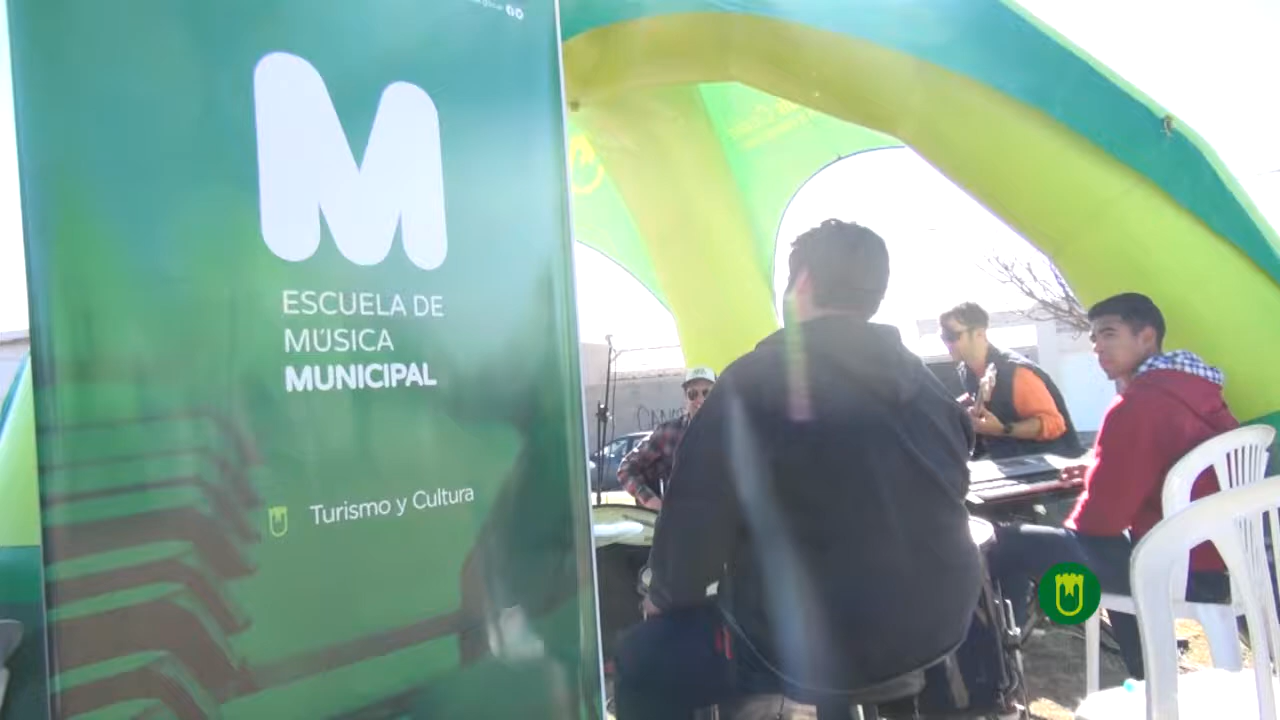 M
ESCUELA DE
MÚSICA
MUNICIPAL
Turismo y Cultura